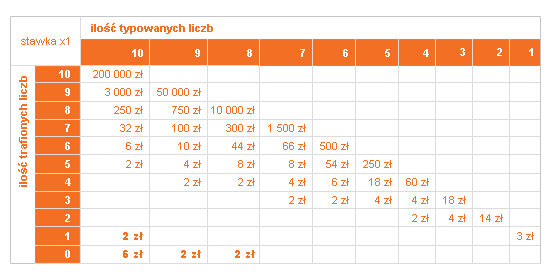 ilość typowanych liczb
stawka x1
10 9 8 7 6 5 4 3 2 1
ilość trafionych liczb
10 200 000 zł
9 3 000 zł 50 000 zł
8 250 zł 750 zł 10 000 zł
7 32 zł 100 zł 300 zł 1 500 zł
6 6 zł 10 zł 44 zł 66 zł 500 zł
5 2 zł 4 zł 8 zł 8 zł 54 zł 250 zł
4 2 zł 2 zł 4 zł 6 zł 18 zł 60 zł
3 2 zł 2 zł 4 zł 4 zł 18 zł
2 2 zł 4 zł 14 zł
1 2 zł 3 zł
0 6 zł 2 zł 2 zł